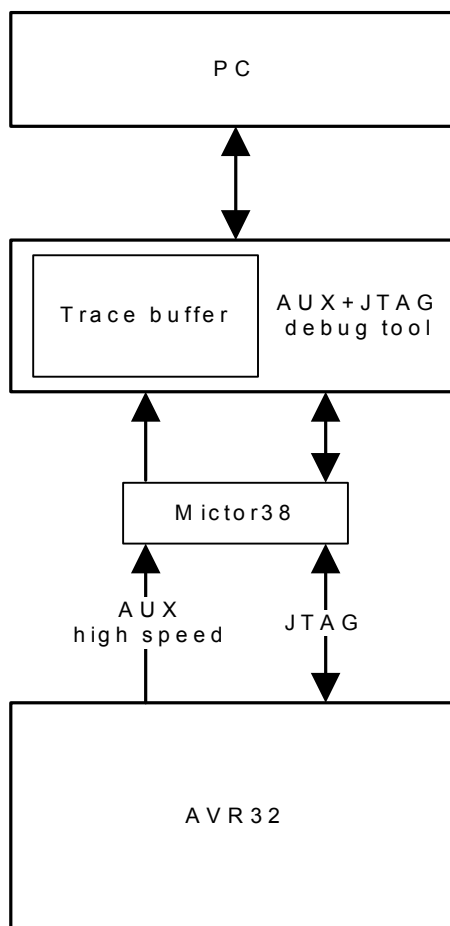 PC
Trace buffer
AUX+JTAG
debug tool
Mictor38
AUX
high speed
JTAG
AVR32